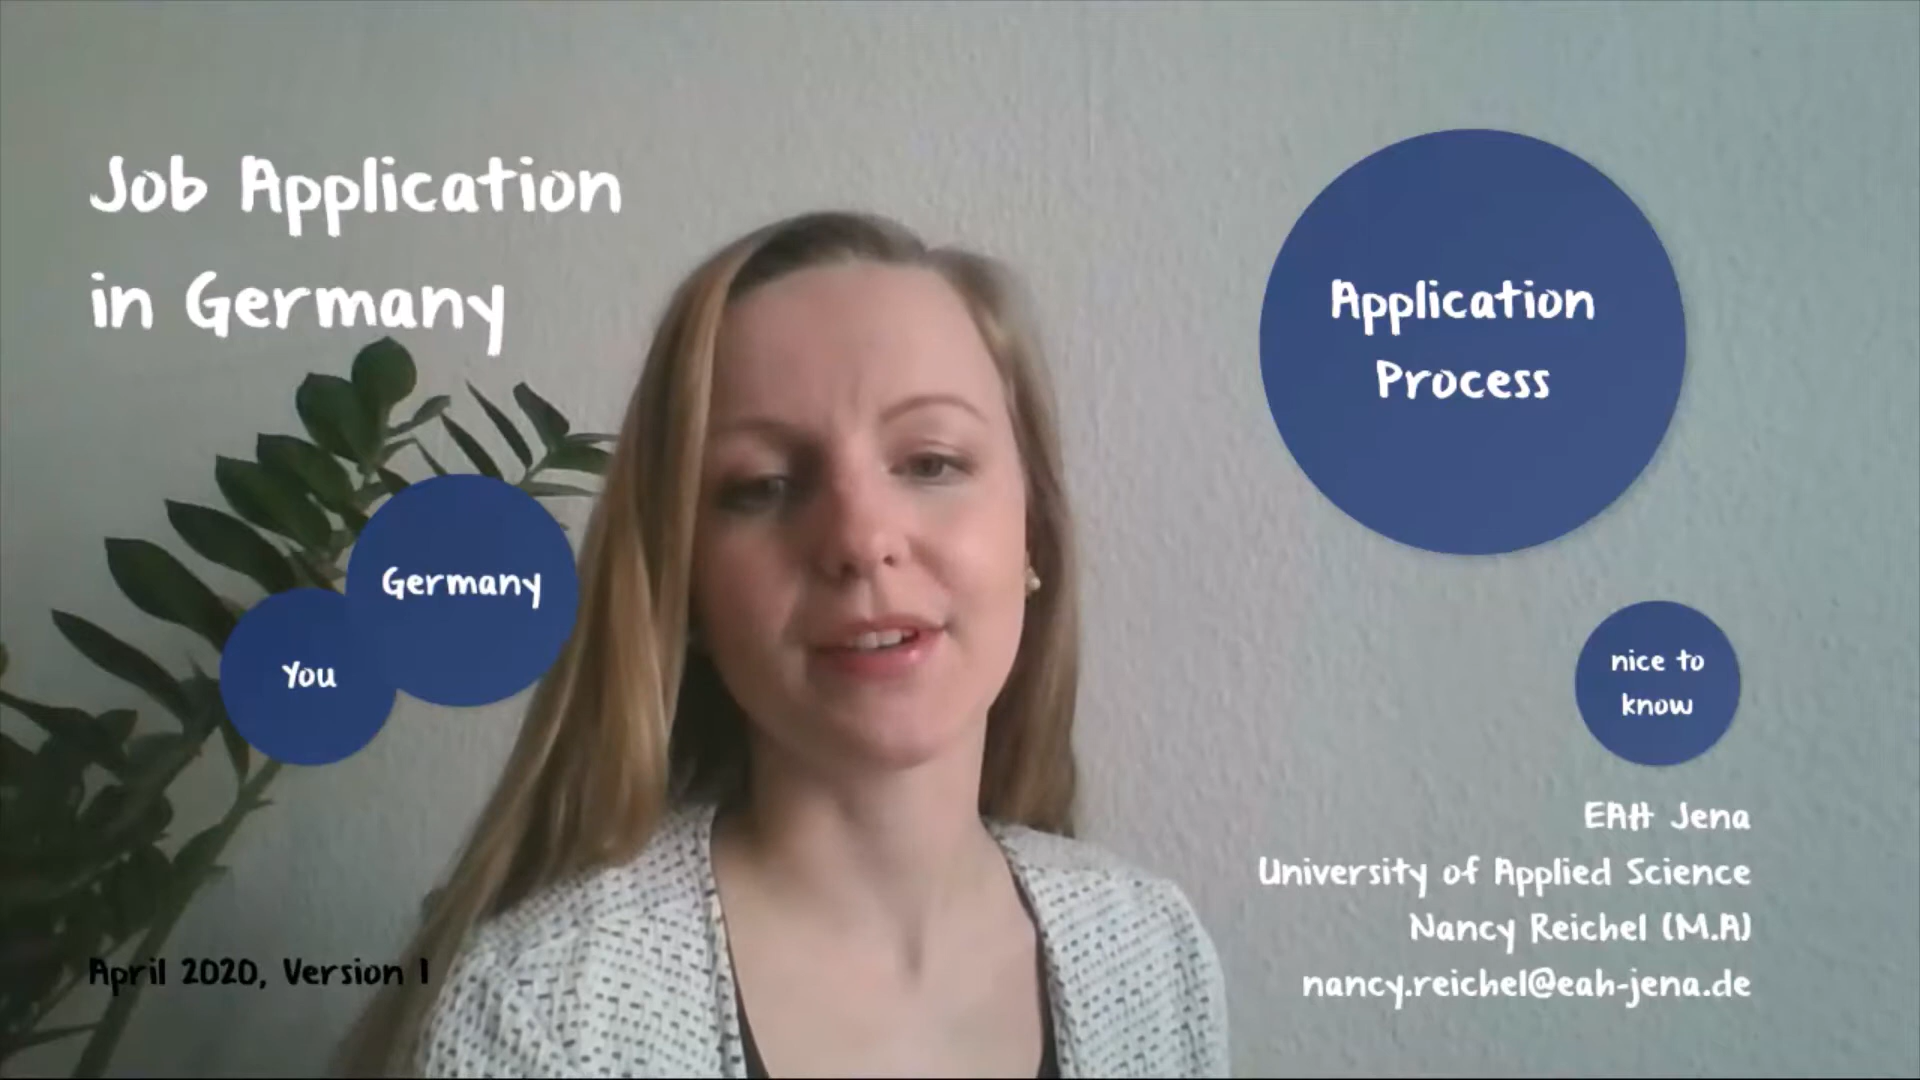 Job Application
in Germany
Application
Process
Germany
You
nice to
know
EAH Jena
University of Applied Science
Nancy Reichel (M.A)
nancy.reichel@eah-jena.de
April 2020, Version 1